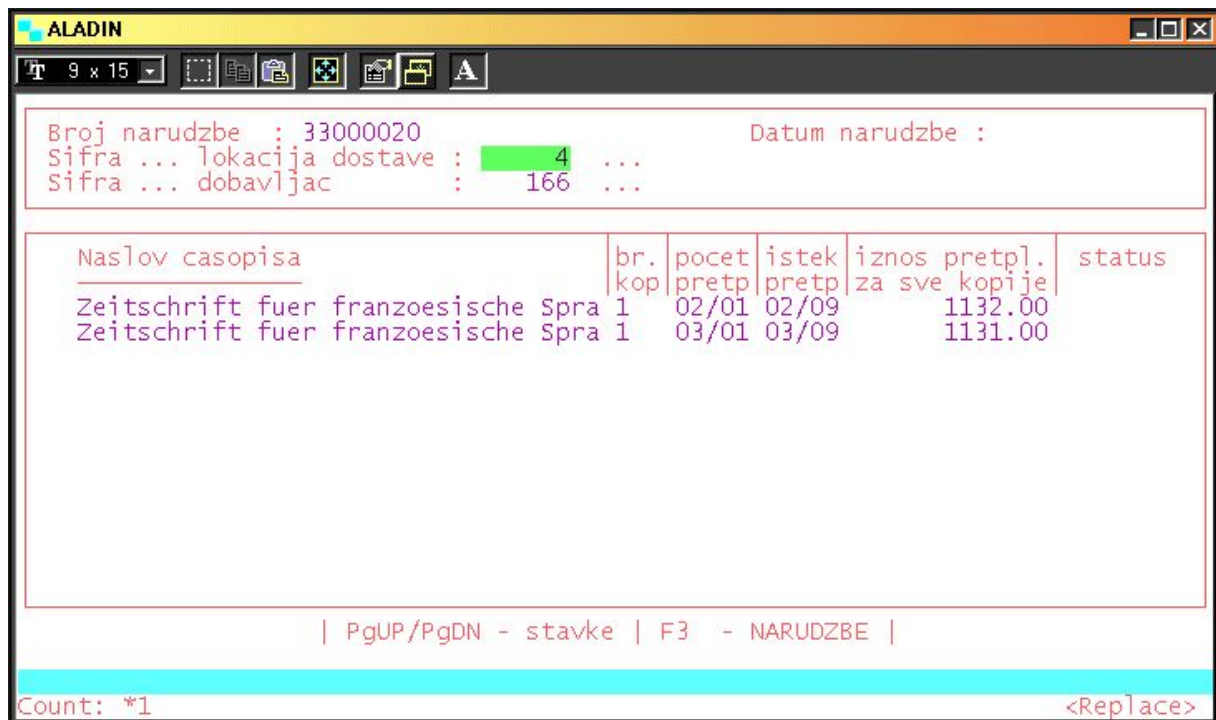 ALADIN
9 x 15
A
Broj narudzbe : 33000020 Datum narudzbe :
Sifra ... lokacija dostave : 4 ...
Sifra ... dobavljac : 166 ...
Naslov casopisa br. pocet istek iznos pretpl. status
kop pretp pretp za sve kopije
Zeitschrift fuer franzoesische Spra 1 02/01 02/09 1132.00
Zeitschrift fuer franzoesische Spra 1 03/01 03/09 1131.00
| PgUP/PgDN - stavke | F3 - NARUDZBE |
Count: *1 <Replace>